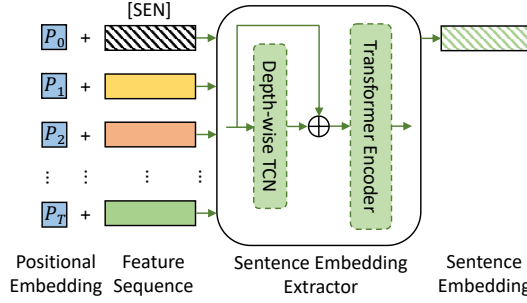 [SEN]
P0 +
P1 +
P2 +
PT +
Depth-wise TCN
Transformer Encoder
Positional Embedding
Feature Sequence
Sentence Embedding Extractor
Sentence Embedding